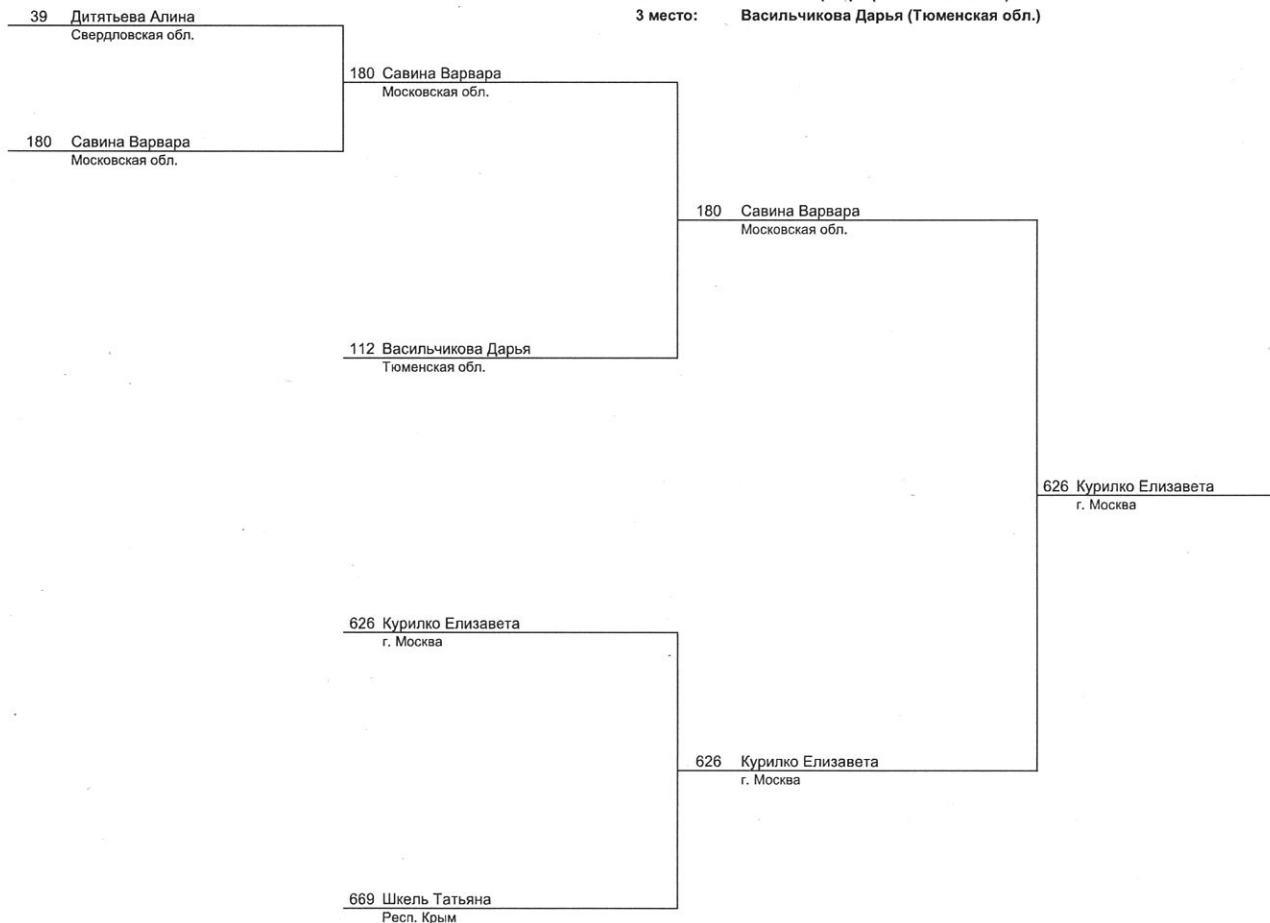 39 Дитятьева Алина
Свердловская обл.
3 место: Васильчикова Дарья (Тюменская обл.)
180 Савина Варвара
Московская обл.
180 Савина Варвара
Московская обл.
180 Савина Варвара
Московская обл.
112 Васильчикова Дарья
Тюменская обл.
626 Курилко Елизавета
г. Москва
626 Курилко Елизавета
г. Москва
626 Курилко Елизавета
г. Москва
669 Шкель Татьяна
Респ. Крым